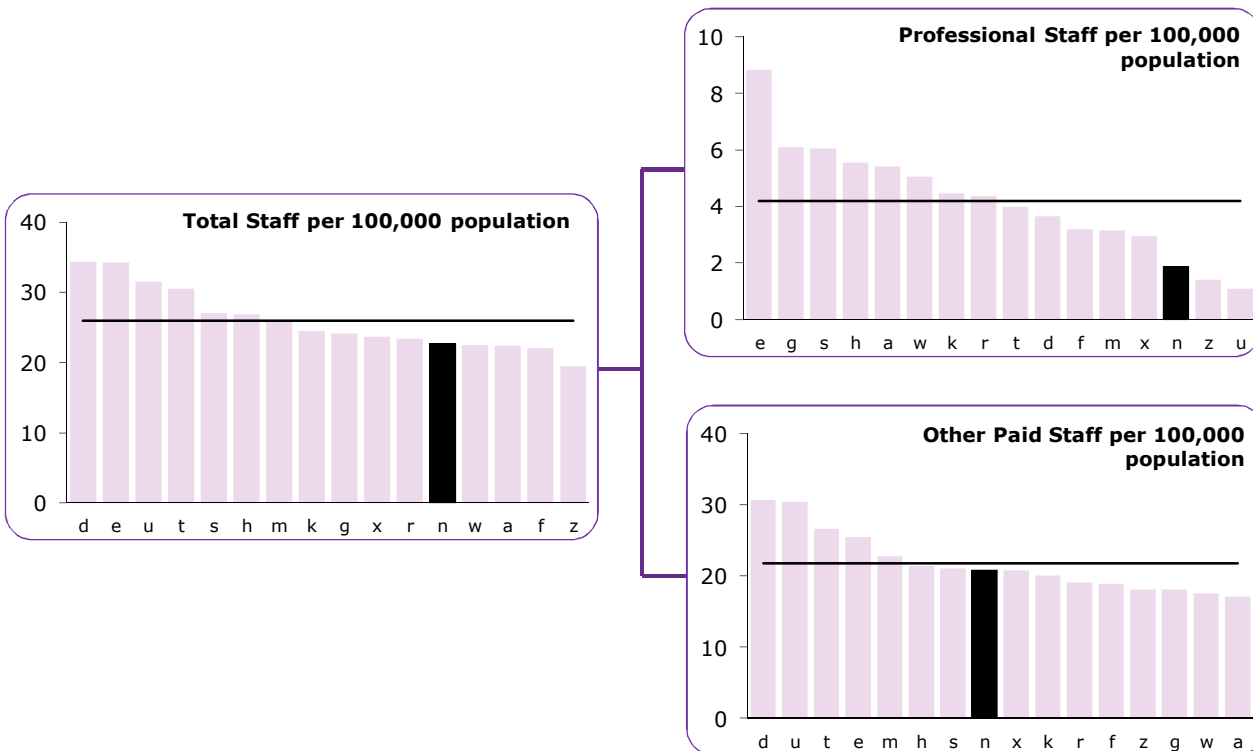 Total Staff per 100,000 population
40
30
20
10
0
d e u t s h m k g x r n w a f z
Professional Staff per 100,000
population
10
8
6
4
2
0
e g s h a w k r t d f m x n z u
Other Paid Staff per 100,000
population
40
30
20
10
0
d u t e m h s n x k r f z g w a